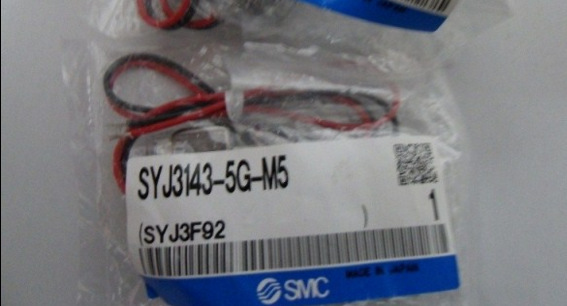 SYJ3143-5G-M5
(SYJ3F92 ) 1
MADE IN JAPAN
SMC